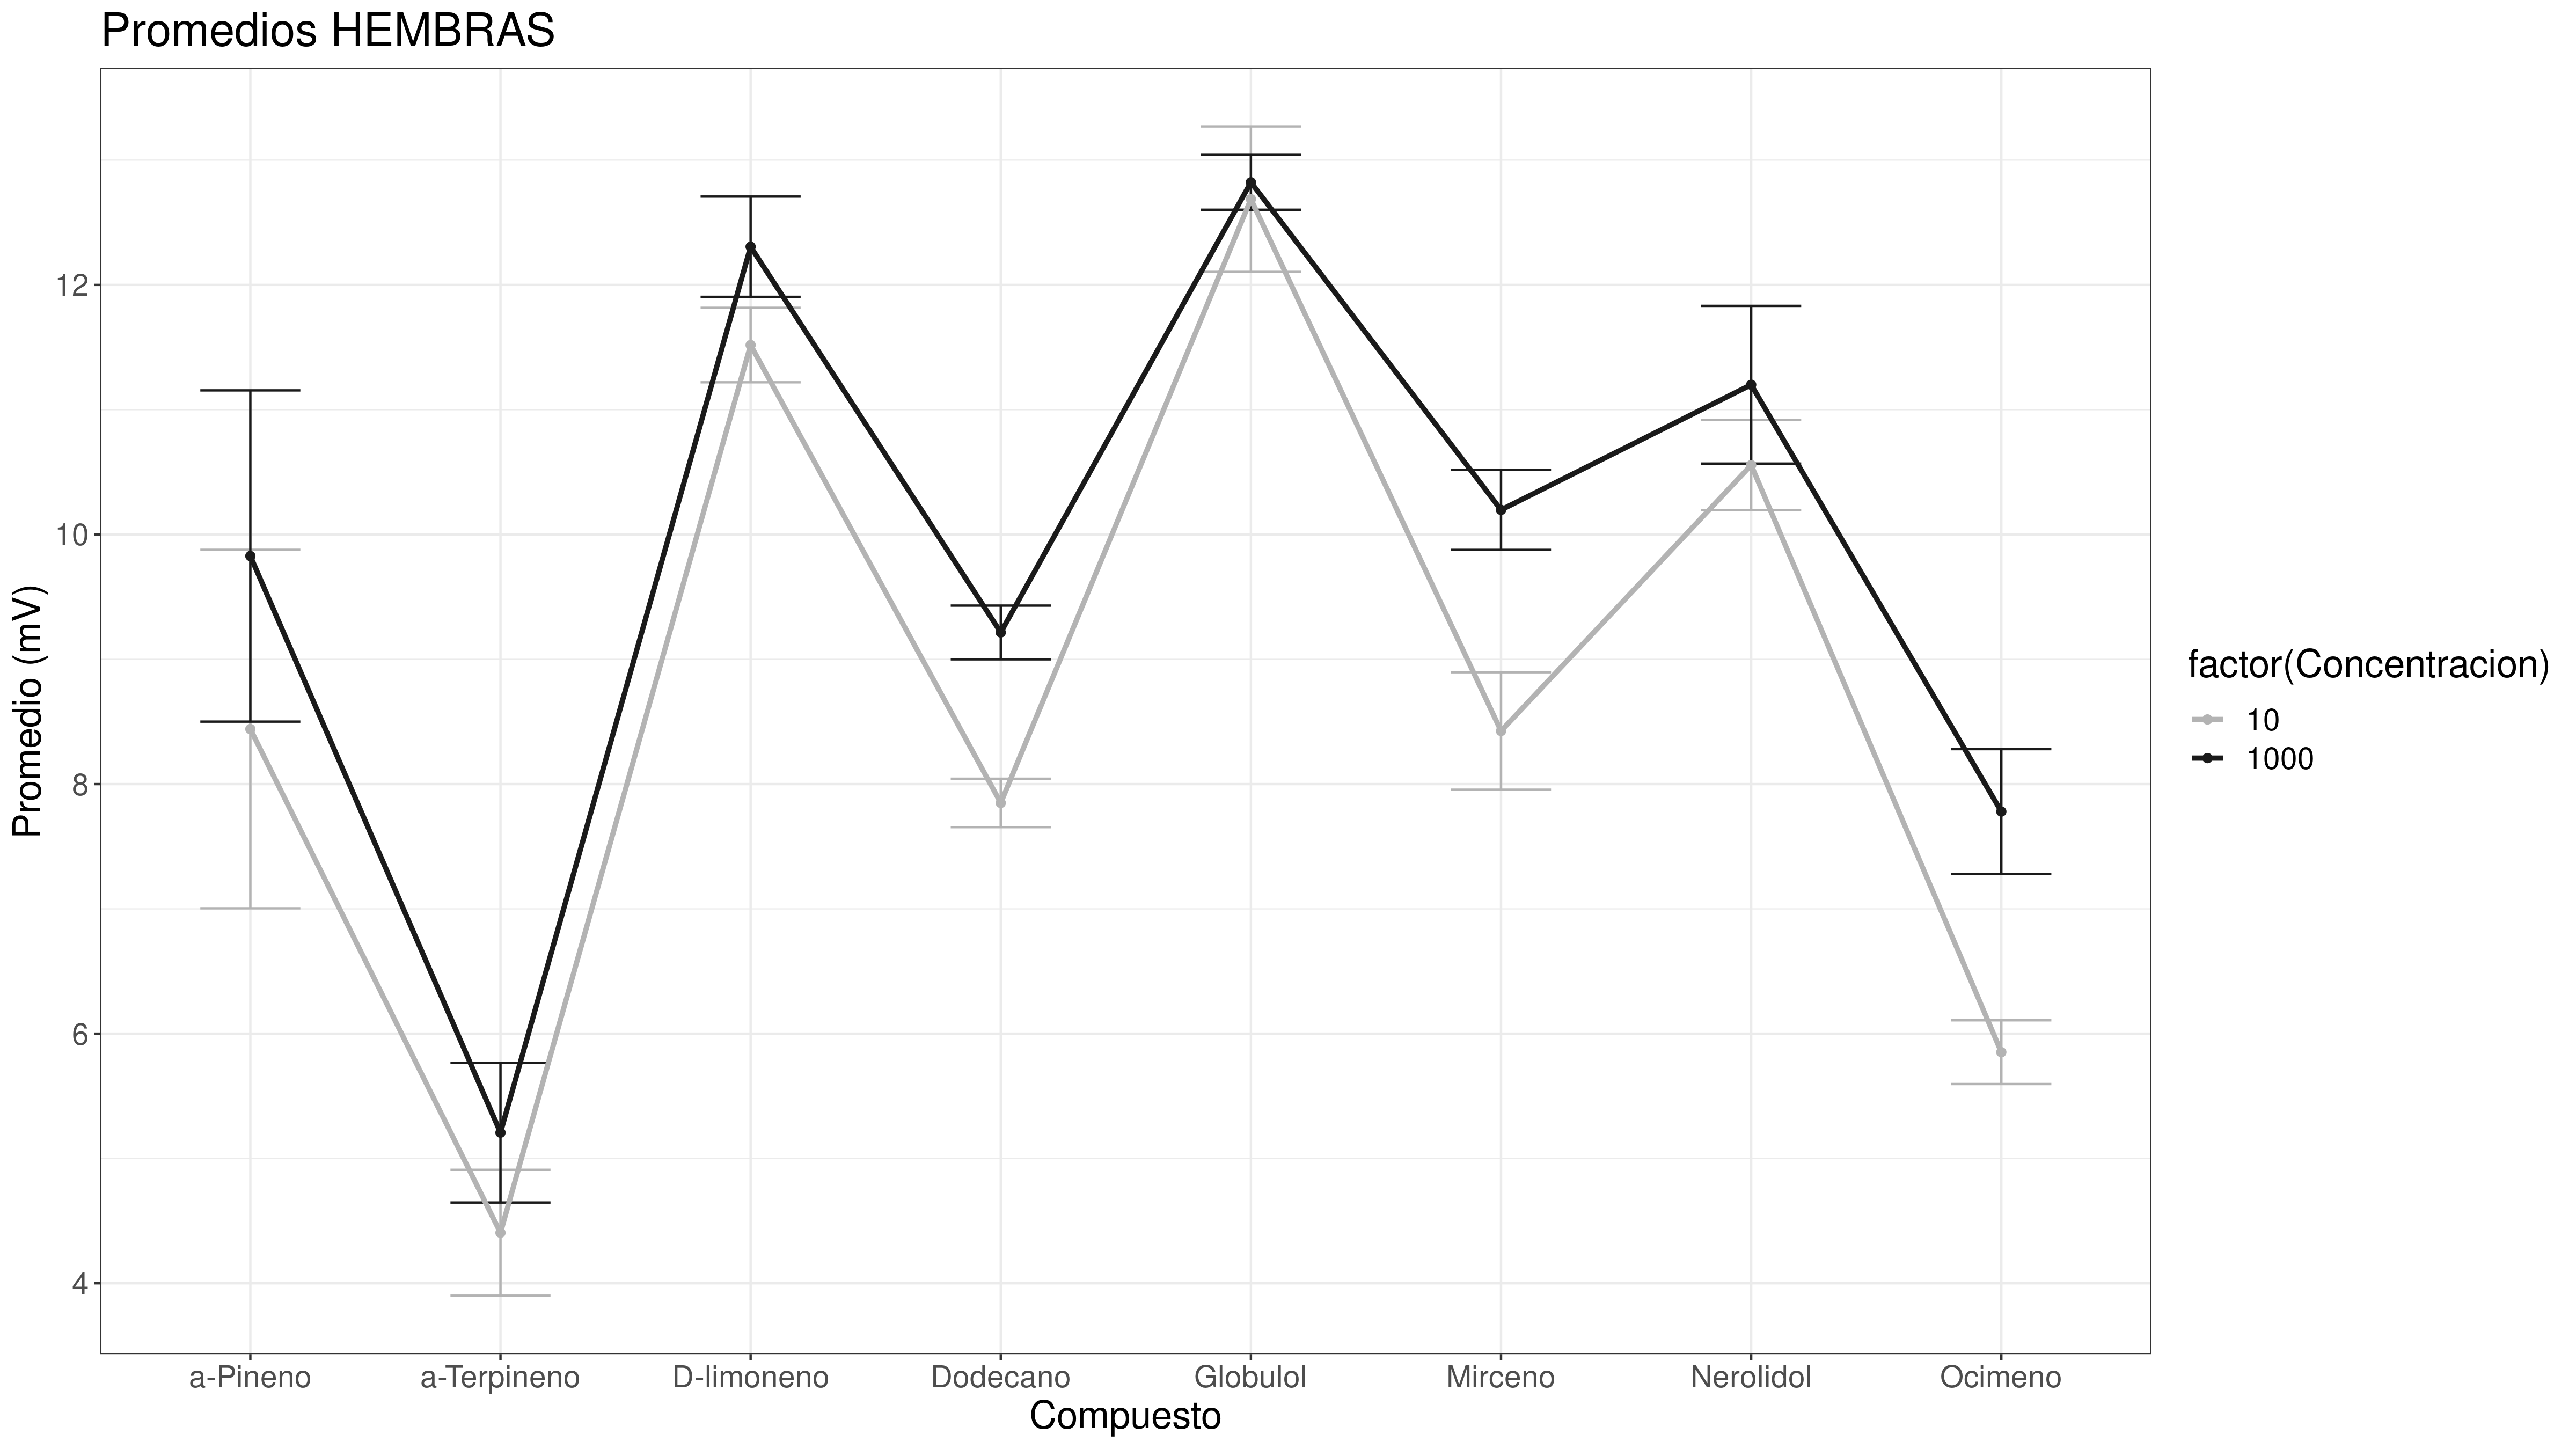 Promedios HEMBRAS
Promedio (mV)
12
10
8
6
4
a-Pineno a-Terpineno D-limoneno Dodecano Globulol Mirceno Nerolidol Ocimeno
Compuesto
factor(Concentracion)
10
1000